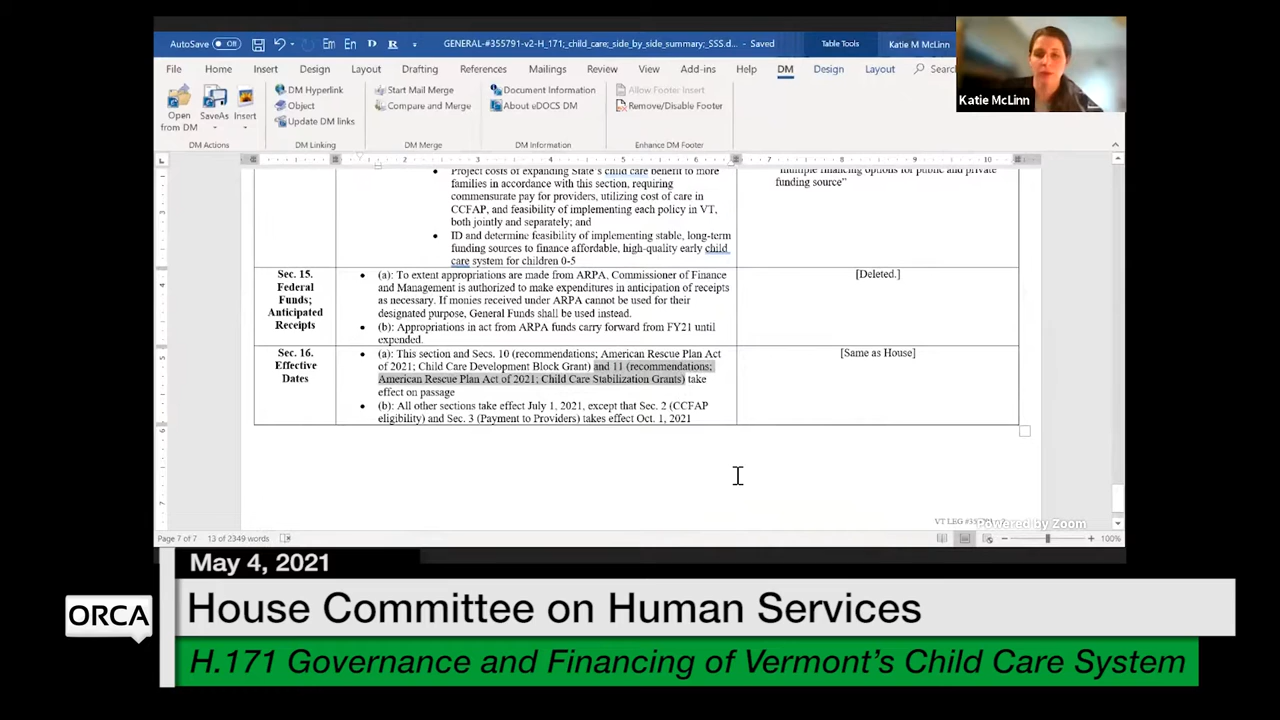 AutoSave Off
GENERAL-#355791-v2-H_171;_child_care;_side_by_side_summary;_SSS.d... - Saved
Table Tools
Katie M McLinn
File Home Insert Design Layout Drafting References Mailings Review View Add-ins Help DM Design Layout
Open from DM
SaveAs
Insert
DM Hyperlink
Object
Update DM links
Start Mail Merge
Compare and Merge
Document Information
About eDOCS DM
Allow Footer Insert
Remove/Disable Footer
DM Actions DM Linking DM Merge DM Information Enhance DM Footer
Katie McLinn
Project costs of expanding State's child care benefit to more
families in accordance with this section, requiring
commensurate pay for providers, utilizing cost of care in
CCFAP, and feasibility of implementing each policy in VT,
both jointly and separately; and
ID and determine feasibility of implementing stable, long-term
funding sources to finance affordable, high-quality early child
care system for children 0-5
"multiple financing options for public and private
funding source"
Sec. 15.
Federal
Funds;
Anticipated
Receipts
(a): To extent appropriations are made from ARPA, Commissioner of Finance
and Management is authorized to make expenditures in anticipation of receipts
as necessary. If monies received under ARPA cannot be used for their
designated purpose, General Funds shall be used instead.
(b): Appropriations in act from ARPA funds carry forward from FY21 until
expended.
[Deleted.]
Sec. 16.
Effective
Dates
(a): This section and Secs. 10 (recommendations; American Rescue Plan Act
of 2021; Child Care Development Block Grant) and 11 (recommendations;
American Rescue Plan Act of 2021; Child Care Stabilization Grants) take
effect on passage
(b): All other sections take effect July 1, 2021, except that Sec. 2 (CCFAP
eligibility) and Sec. 3 (Payment to Providers) takes effect Oct. 1, 2021
[Same as House]
VT LEG
Powered by Zoom
Page 7 of 7 13 of 2349 words
100%
May 4, 2021
ORCA
House Committee on Human Services
H.171 Governance and Financing of Vermont's Child Care System